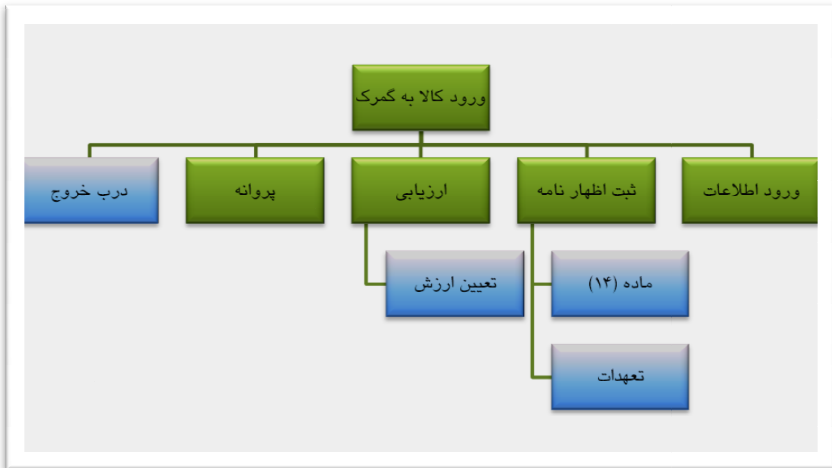 ورود کالا به گمرک
ورود اطلاعات
ثبت اظهار نامه
ارزیابی
پروانه
درب خروج
ماده (۱۴)
تعیین ارزش
تعهدات